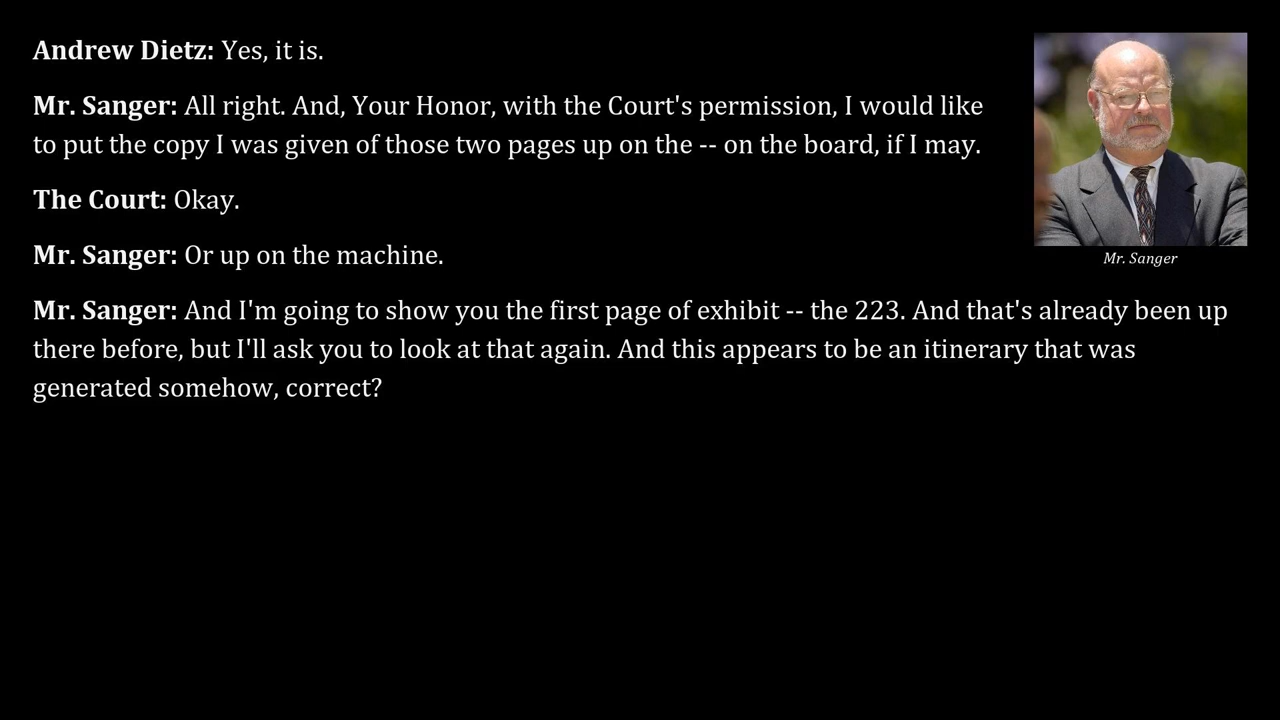 Andrew Dietz: Yes, it is.
Mr. Sanger: All right. And, Your Honor, with the Court's permission, I would like
to put the copy I was given of those two pages up on the -- on the board, if I may.
The Court: Okay.
Mr. Sanger: Or up on the machine.
Mr. Sanger
Mr. Sanger: And I'm going to show you the first page of exhibit -- the 223. And that's already been up
there before, but I'll ask you to look at that again. And this appears to be an itinerary that was
generated somehow, correct?